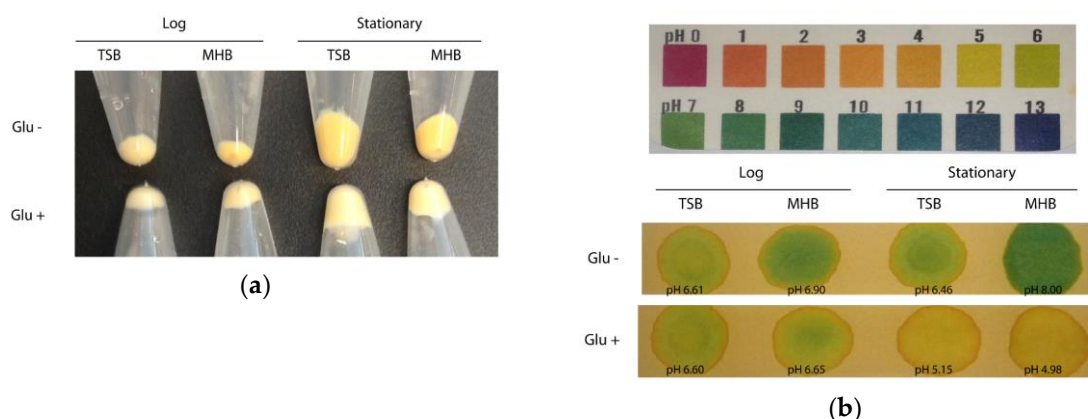 Log Stationary
TSB MHB TSB MHB
Glu -
Glu +
(a)
pH 0 1 2 3 4 5 6
pH 7 8 9 10 11 12 13
Log Stationary
TSB MHB TSB MHB
Glu -
pH 6.61 pH 6.90 pH 6.46 pH 8.00
Glu +
pH 6.60 pH 6.65 pH 5.15 pH 4.98
(b)